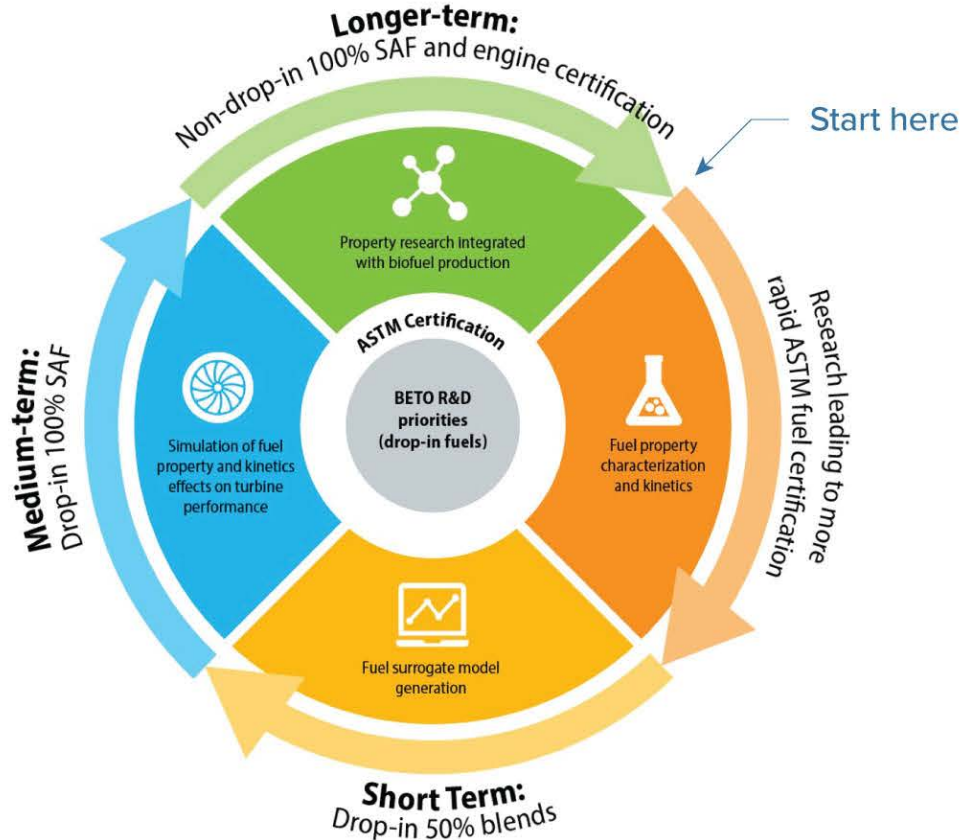 Longer-term:
Non-drop-in 100% SAF and engine certification
Start here
Property research integrated
with biofuel production
ASTM Certification
BETO R&D
priorities
(drop-in fuels)
Fuel property
characterization
and kinetics
Research leading to more
rapid ASTM fuel certification
Fuel surrogate model
generation
Short Term:
Drop-in 50% blends
Simulation of fuel
property and kinetics
effects on turbine
performance
Medium-term:
Drop-in 100% SAF